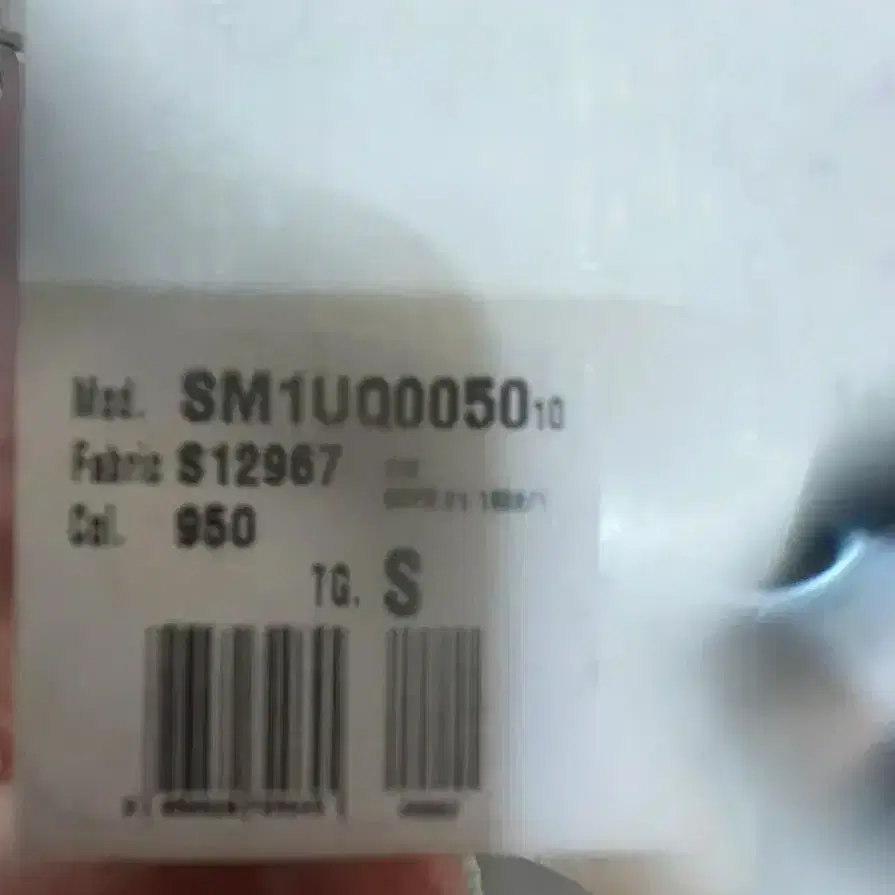 Mod. SM1UQ0050 10
Fabric S12967
Col. 950
TG. S